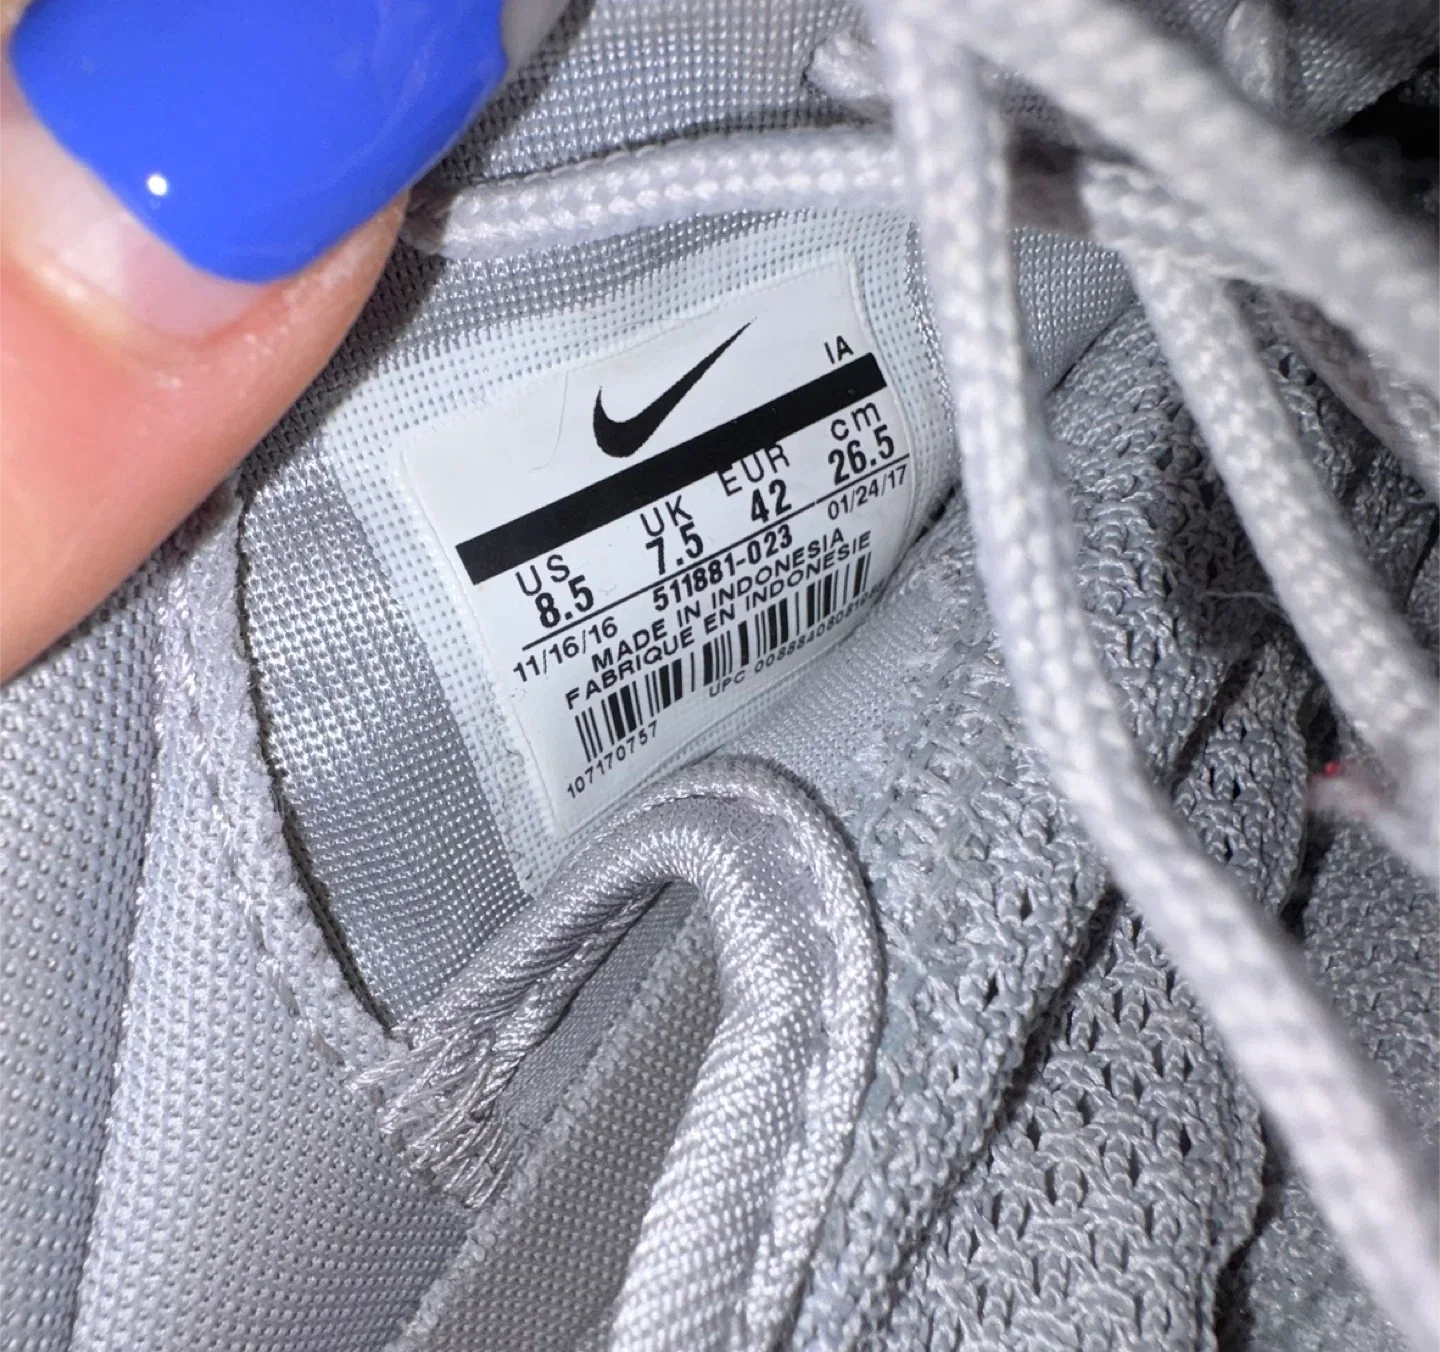 IA
US UK EUR cm
8.5 7.5 42 26.5
11/16/16 511881-023 01/24/17
MADE IN INDONESIA
FABRIQUE EN INDONESIE
107170757 UPC